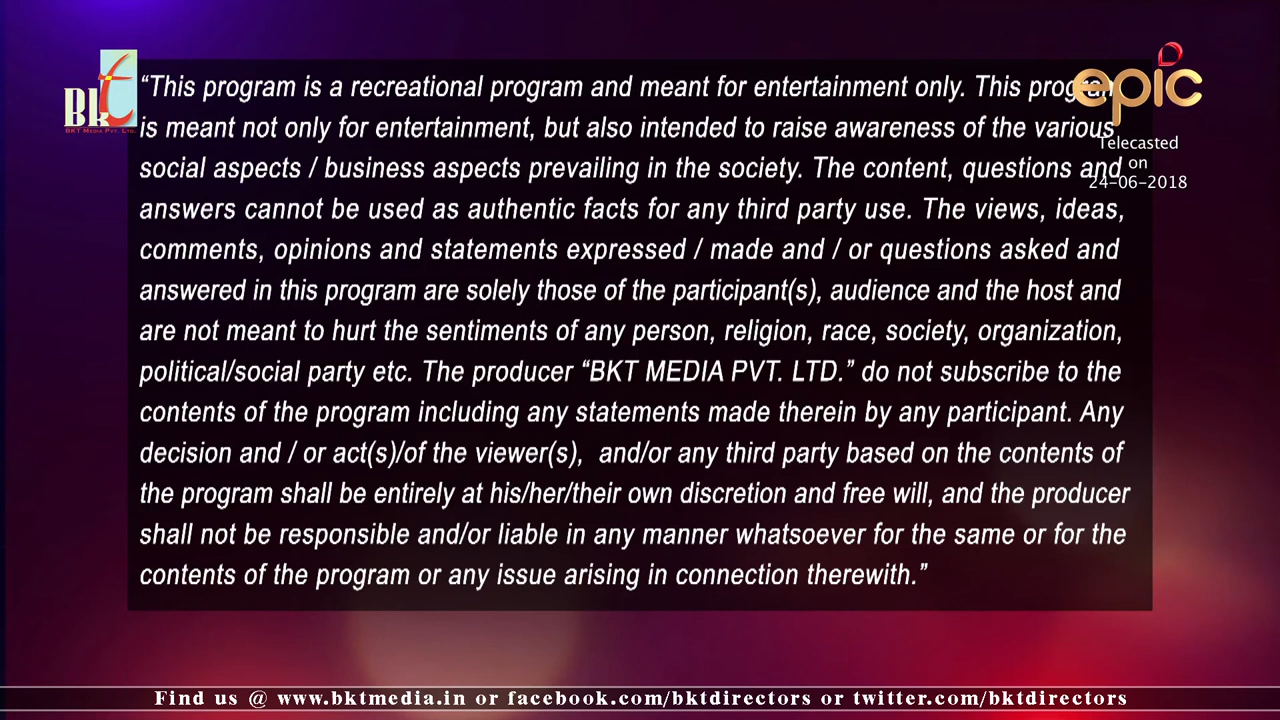 BKt
BKT MEDIA PVT. LTD.
epic
Telecasted
on
24-06-2018
“This program is a recreational program and meant for entertainment only. This program
is meant not only for entertainment, but also intended to raise awareness of the various
social aspects / business aspects prevailing in the society. The content, questions and
answers cannot be used as authentic facts for any third party use. The views, ideas,
comments, opinions and statements expressed / made and / or questions asked and
answered in this program are solely those of the participant(s), audience and the host and
are not meant to hurt the sentiments of any person, religion, race, society, organization,
political/social party etc. The producer “BKT MEDIA PVT. LTD.” do not subscribe to the
contents of the program including any statements made therein by any participant. Any
decision and / or act(s)/of the viewer(s), and/or any third party based on the contents of
the program shall be entirely at his/her/their own discretion and free will, and the producer
shall not be responsible and/or liable in any manner whatsoever for the same or for the
contents of the program or any issue arising in connection therewith.”
Find us @ www.bktmedia.in or facebook.com/bktdirectors or twitter.com/bktdirectors